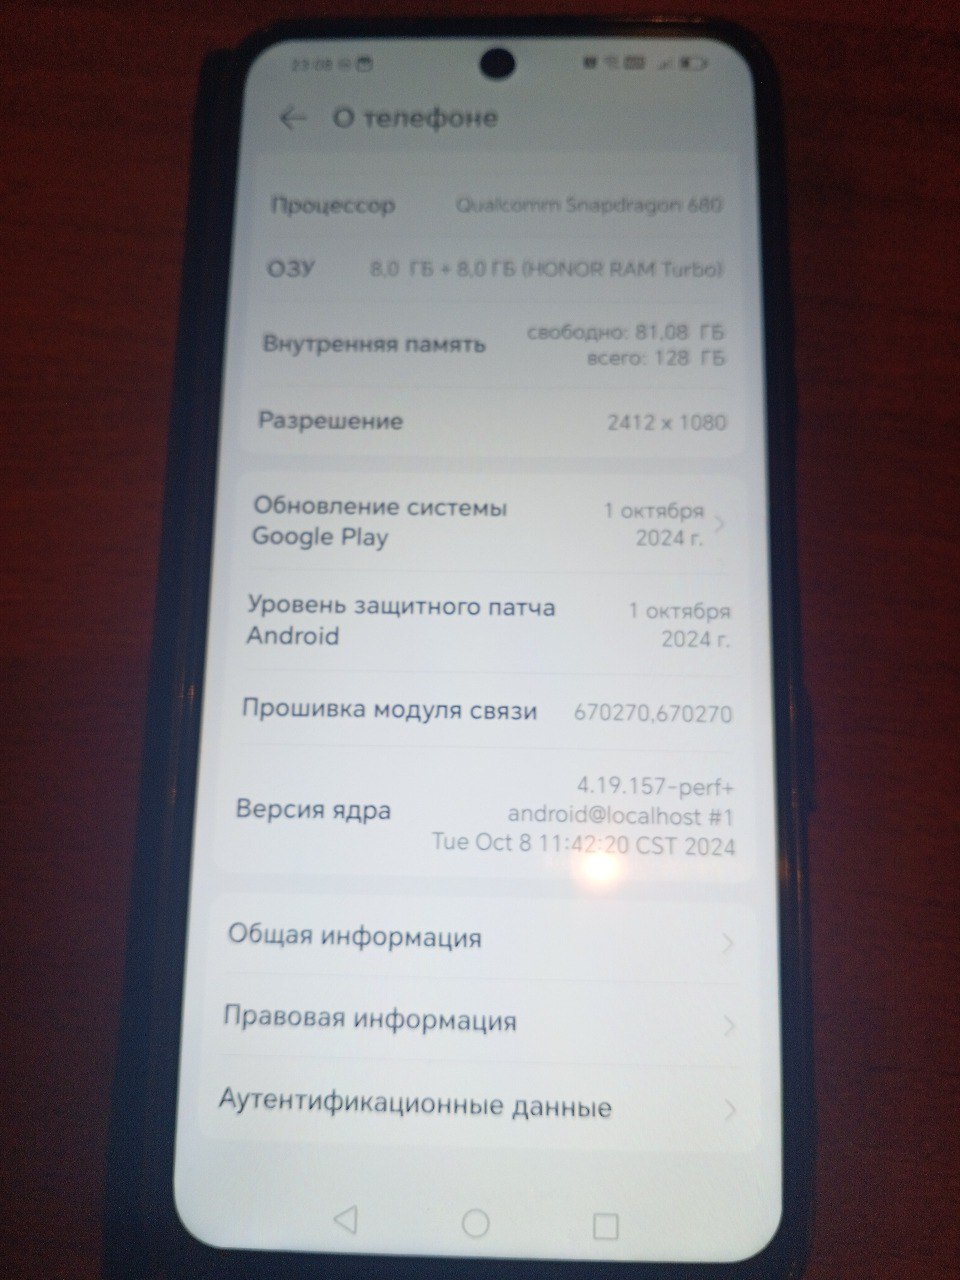 23:08
О телефоне
Процессор Qualcomm Snapdragon 680
ОЗУ 8,0 ГБ + 8,0 ГБ (HONOR RAM Turbo)
Внутренняя память
свободно: 81,08 ГБ
всего: 128 ГБ
Разрешение 2412 x 1080
Обновление системы
Google Play
1 октября
2024 г.
Уровень защитного патча
Android
1 октября
2024 г.
Прошивка модуля связи 670270,670270
Версия ядра
4.19.157-perf+
android@localhost #1
Tue Oct 8 11:42:20 CST 2024
Общая информация
Правовая информация
Аутентификационные данные